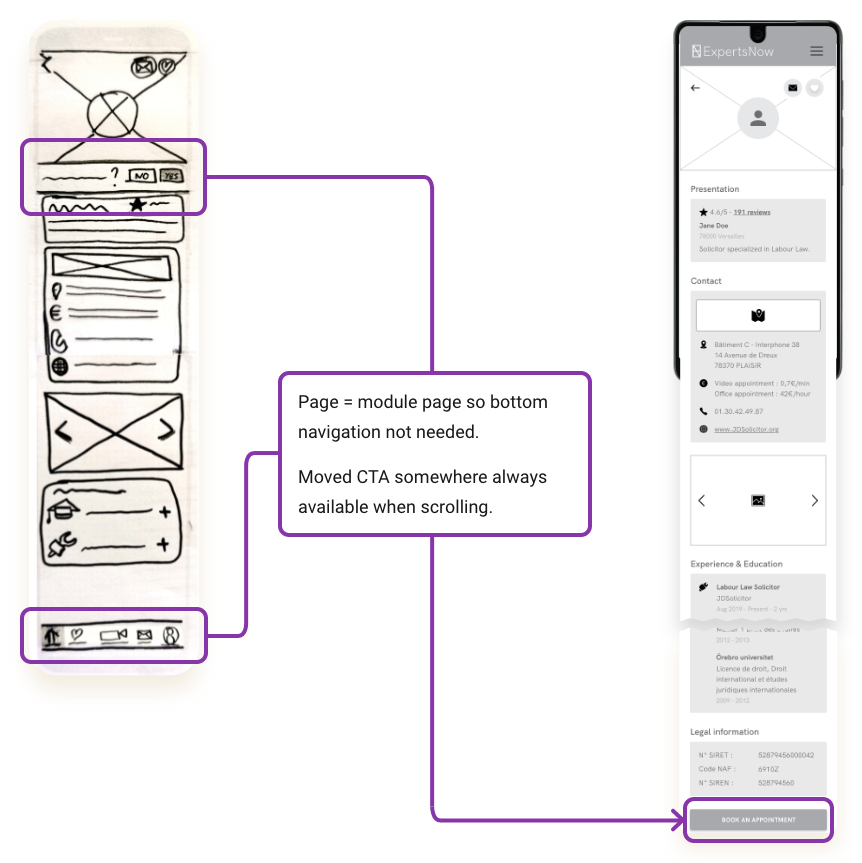 ? NO YES
Page = module page so bottom
navigation not needed.
Moved CTA somewhere always
available when scrolling.
ExpertsNow
Presentation
4.6/5 - 191 reviews
Jane Doe
78000 Versailles
Solicitor specialized in Labour Law.
Contact
Bâtiment C - Interphone 38
14 Avenue de Dreux
78370 PLAISIR
€ Video appointment : 0,7€/min
Office appointment : 42€/hour
01.30.42.49.87
www.JDSolicitor.org
Experience & Education
Labour Law Solicitor
JDSolicitor
Aug 2019 - Present - 2 yrs
2012 - 2013
Örebro universitet
Licence de droit, Droit
international et études
juridiques internationales
2009 - 2012
Legal information
N° SIRET : 52879456000042
Code NAF : 6910Z
N° SIREN : 528794560
BOOK AN APPOINTMENT